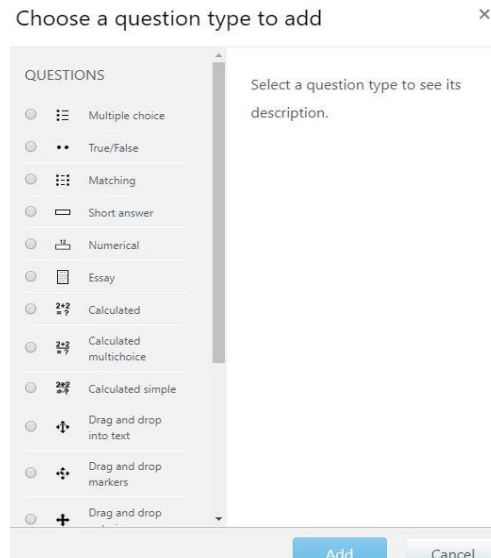 Choose a question type to add
×
QUESTIONS
Select a question type to see its
description.
Multiple choice
True/False
Matching
Short answer
12
Numerical
Essay
2+2
= ?
Calculated
2+2
= ?
Calculated
multichoice
2+2
= ?
Calculated simple
Drag and drop
into text
Drag and drop
markers
Drag and drop
Add
Cancel